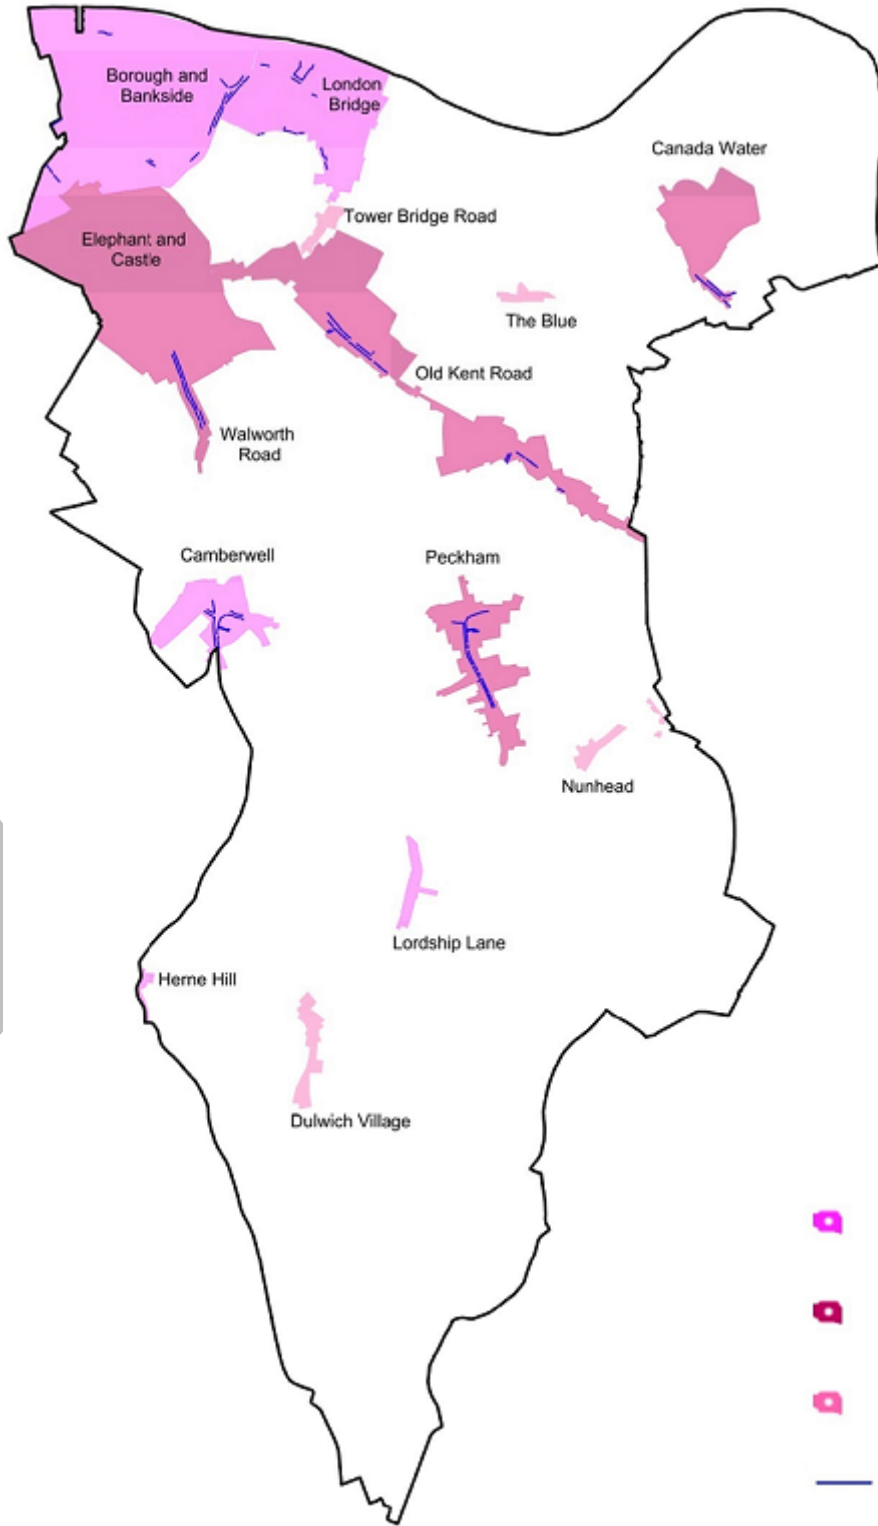 Borough and
Bankside
London
Bridge
Canada Water
Tower Bridge Road
Elephant and
Castle
The Blue
Old Kent Road
Walworth
Road
Camberwell
Peckham
Nunhead
Lordship Lane
Herne Hill
Dulwich Village